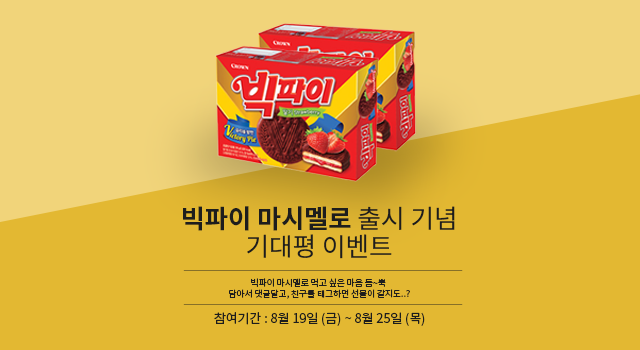 CROWN
CROWN
빅파이
Victory Pie
빅파이 마시멜로 출시 기념
기대평 이벤트
빅파이 마시멜로 먹고 싶은 마음 듬~뿍
담아서 댓글달고, 친구를 태그하면 선물이 갈지도..?
참여기간 : 8월 19일 (금) ~ 8월 25일 (목)